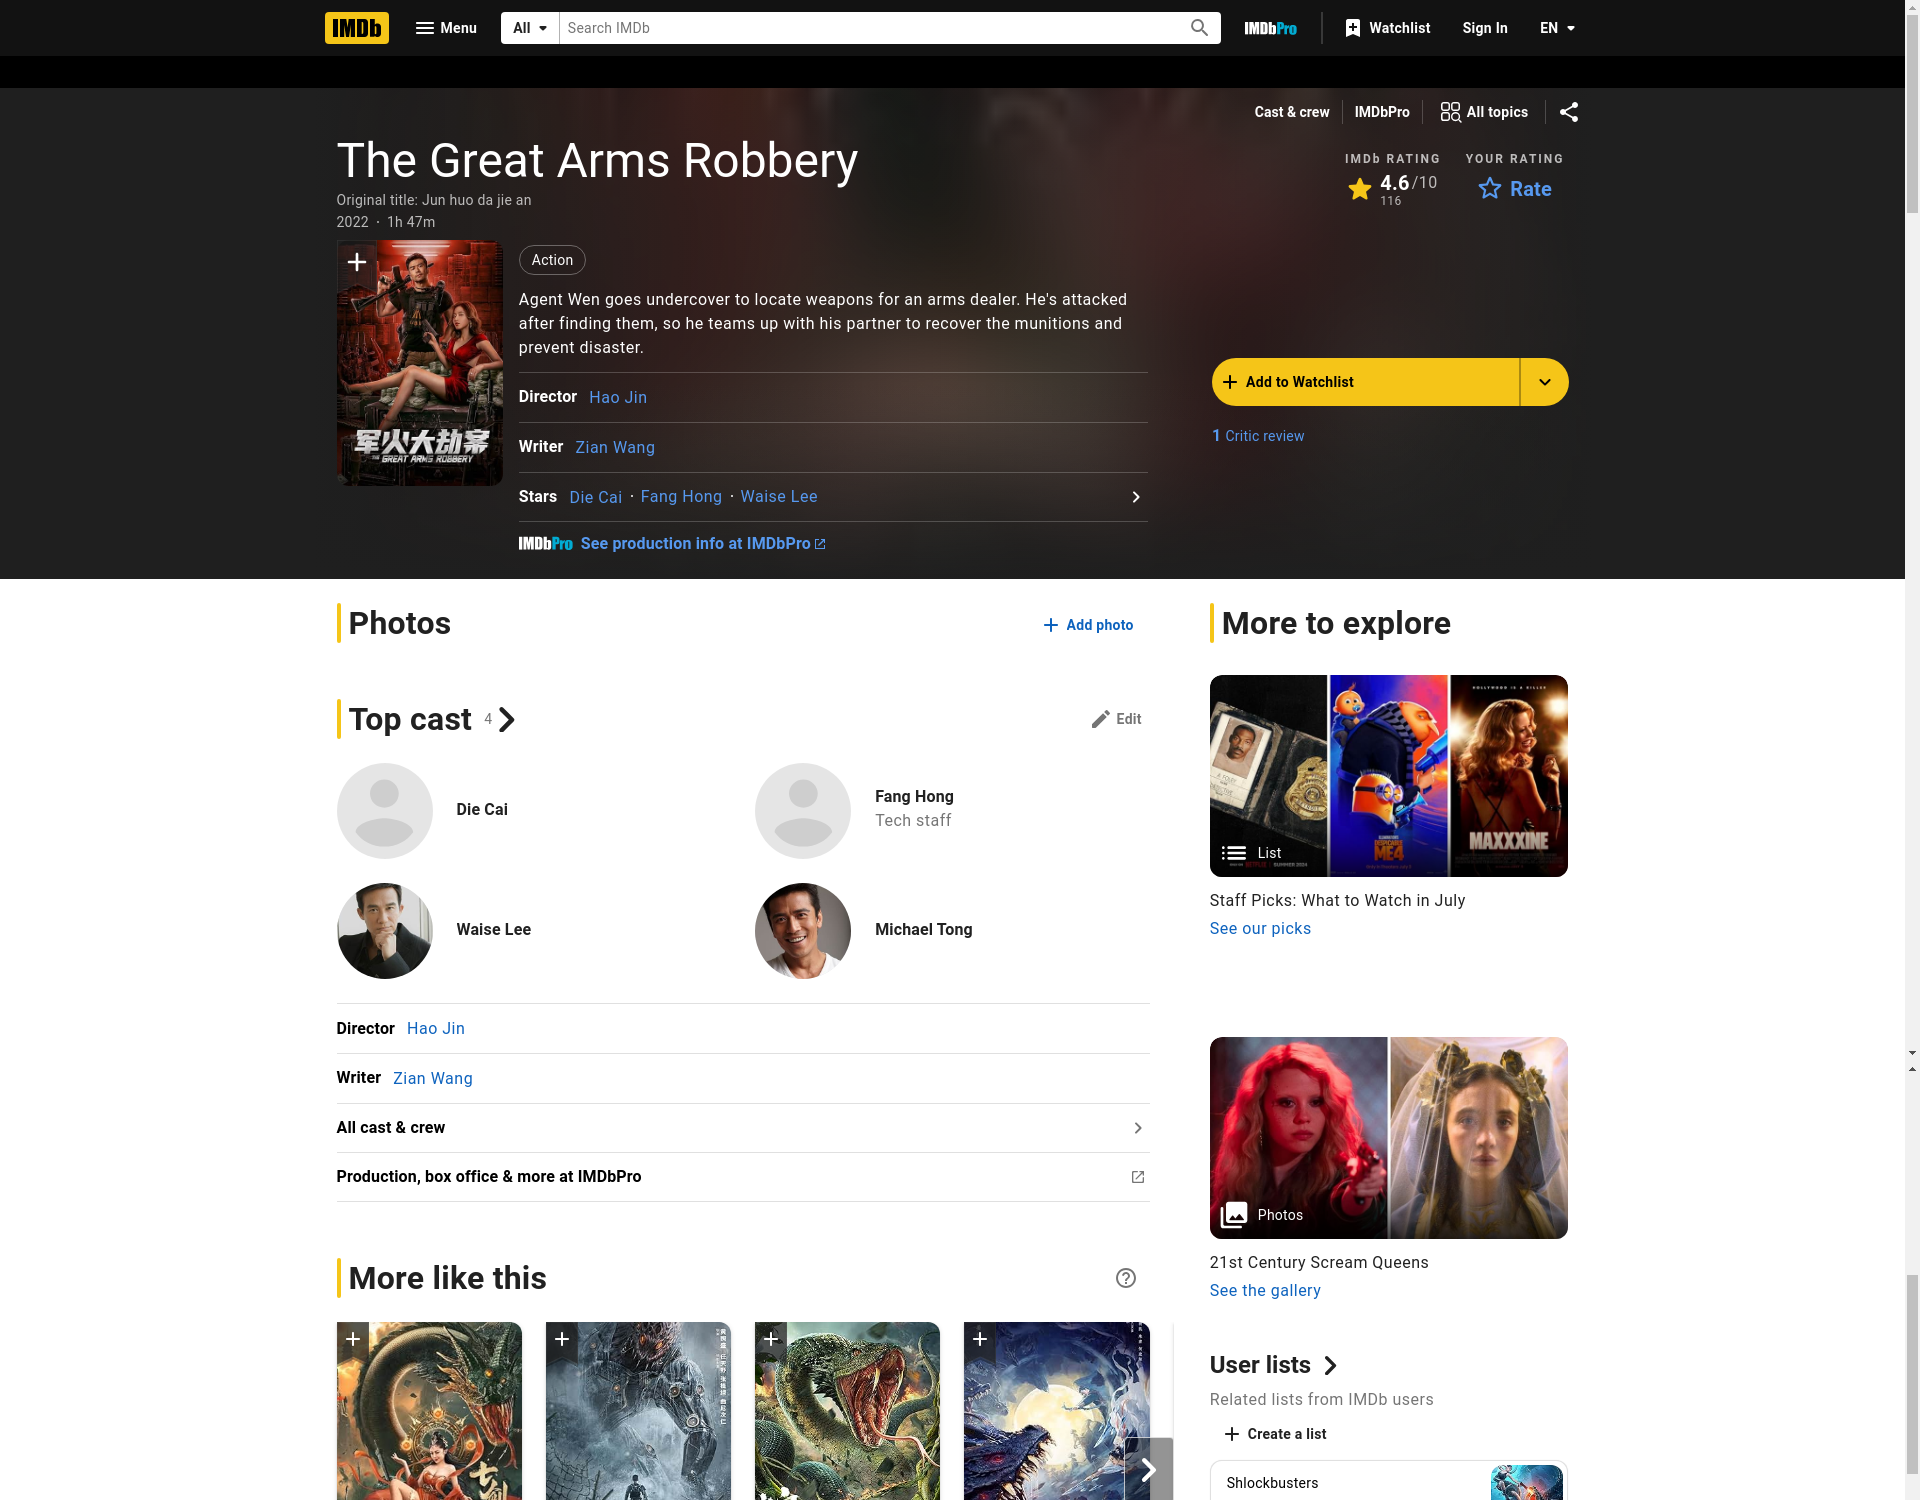 IMDb
Menu
All
Search IMDb
IMDbPro
Watchlist
Sign In
EN
Cast & crew
IMDbPro
All topics
The Great Arms Robbery
Original title: Jun huo da jie an
2022 · 1h 47m
IMDb RATING
4.6/10
116
YOUR RATING
Rate
军火大劫案
THE GREAT ARMS ROBBERY
Action
Agent Wen goes undercover to locate weapons for an arms dealer. He's attacked
after finding them, so he teams up with his partner to recover the munitions and
prevent disaster.
Director Hao Jin
Writer Zian Wang
Stars Die Cai · Fang Hong · Waise Lee
IMDbPro See production info at IMDbPro
Add to Watchlist
1 Critic review
Photos
Add photo
Top cast 4
Edit
Die Cai
Fang Hong
Tech staff
Waise Lee
Michael Tong
Director Hao Jin
Writer Zian Wang
All cast & crew
Production, box office & more at IMDbPro
More like this
七剑
More to explore
HOLLYWOOD IS A KILLER
DESPICABLE
ME4
MAXXXINE
List
Staff Picks: What to Watch in July
See our picks
Photos
21st Century Scream Queens
See the gallery
User lists
Related lists from IMDb users
Create a list
Shlockbusters